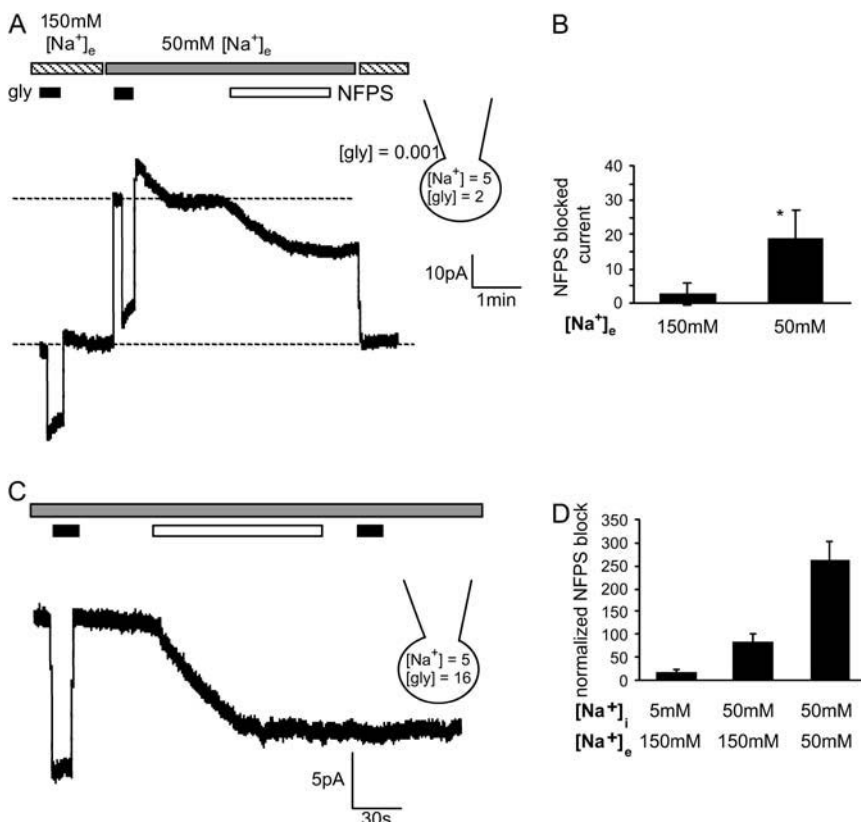 A
150mM
[Na⁺]e
50mM [Na⁺]e
gly
NFPS
[gly] = 0.001
[Na⁺] = 5
[gly] = 2
10pA
1min
B
NFPS blocked
current
40
30
20
10
0
*
[Na⁺]e
150mM
50mM
C
[Na⁺] = 5
[gly] = 16
5pA
30s
D
normalized NFPS block
350
300
250
200
150
100
50
0
[Na⁺]i
5mM
50mM
50mM
[Na⁺]e
150mM
150mM
50mM